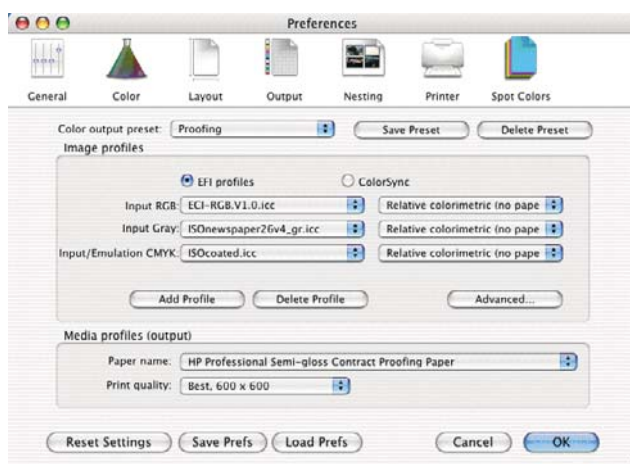 Preferences
General Color Layout Output Nesting Printer Spot Colors
Color output preset: Proofing Save Preset Delete Preset
Image profiles
EFI profiles ColorSync
Input RGB: ECI-RGB.V1.0.icc Relative colorimetric (no pape
Input Gray: ISOnewspaper26v4_gr.icc Relative colorimetric (no pape
Input/Emulation CMYK: ISOcoated.icc Relative colorimetric (no pape
Add Profile Delete Profile Advanced...
Media profiles (output)
Paper name: HP Professional Semi-gloss Contract Proofing Paper
Print quality: Best, 600 x 600
Reset Settings Save Prefs Load Prefs Cancel OK